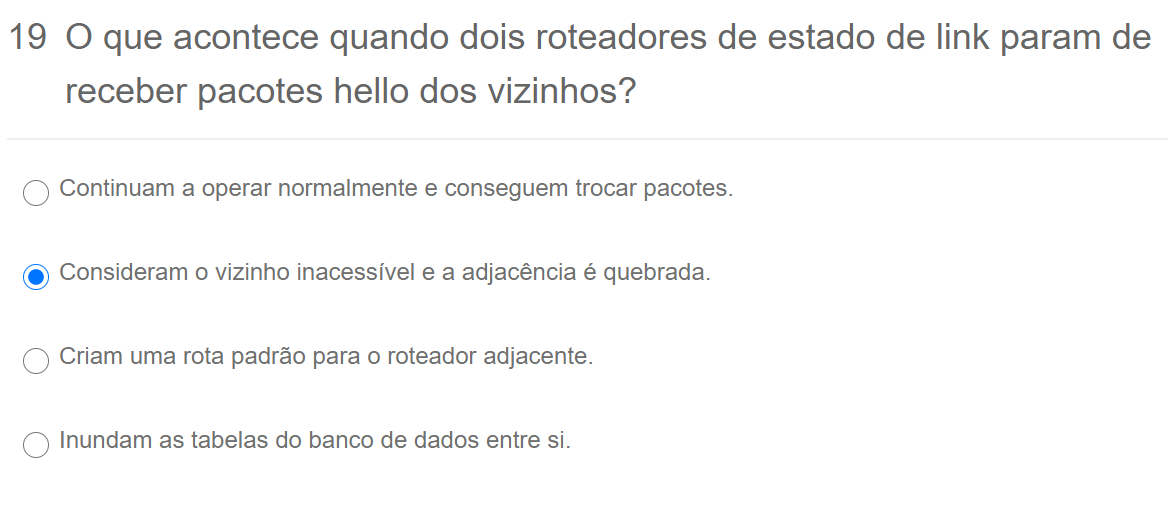 19 O que acontece quando dois roteadores de estado de link param de
receber pacotes hello dos vizinhos?
Continuam a operar normalmente e conseguem trocar pacotes.
Consideram o vizinho inacessível e a adjacência é quebrada.
Criam uma rota padrão para o roteador adjacente.
Inundam as tabelas do banco de dados entre si.